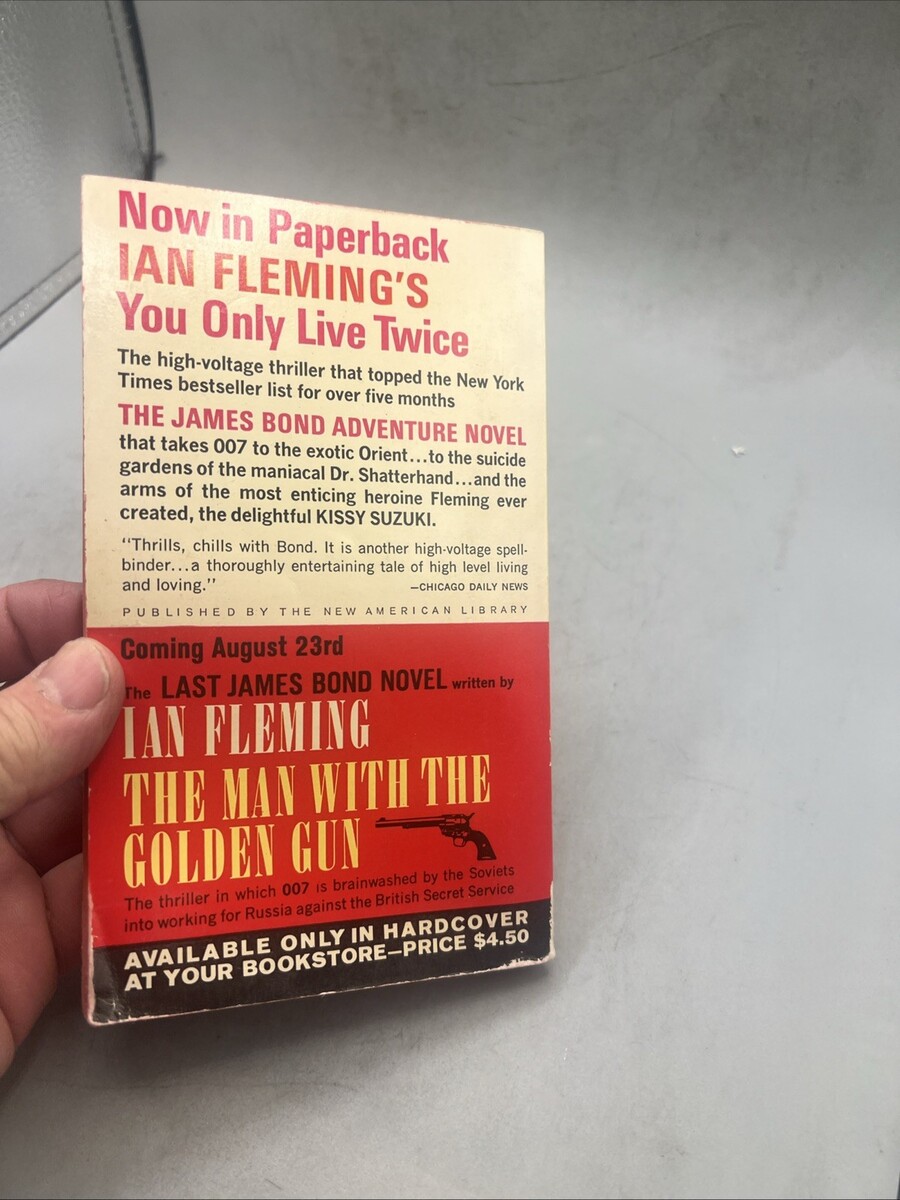 Now in Paperback
IAN FLEMING'S
You Only Live Twice
The high-voltage thriller that topped the New York
Times bestseller list for over five months
THE JAMES BOND ADVENTURE NOVEL
that takes 007 to the exotic Orient...to the suicide
gardens of the maniacal Dr. Shatterhand...and the
arms of the most enticing heroine Fleming ever
created, the delightful KISSY SUZUKI.
"Thrills, chills with Bond. It is another high-voltage spell-
binder...a thoroughly entertaining tale of high level living
and loving." —CHICAGO DAILY NEWS
PUBLISHED BY THE NEW AMERICAN LIBRARY
Coming August 23rd
The LAST JAMES BOND NOVEL written by
IAN FLEMING
THE MAN WITH THE
GOLDEN GUN
The thriller in which 007 is brainwashed by the Soviets
into working for Russia against the British Secret Service
AVAILABLE ONLY IN HARDCOVER
AT YOUR BOOKSTORE—PRICE $4.50